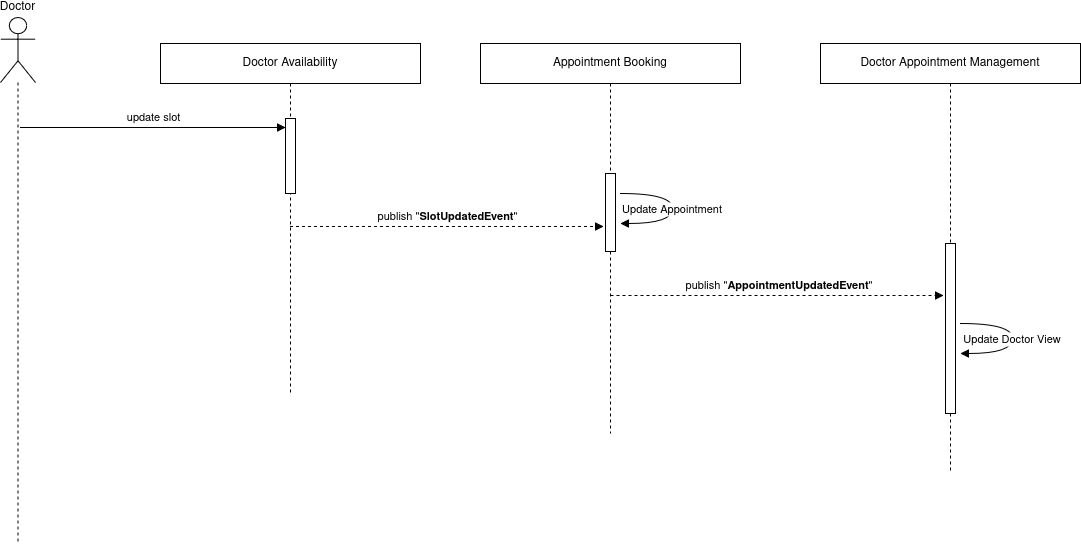 Doctor
Doctor Availability
Appointment Booking
Doctor Appointment Management
update slot
publish "SlotUpdatedEvent"
Update Appointment
publish "AppointmentUpdatedEvent"
Update Doctor View